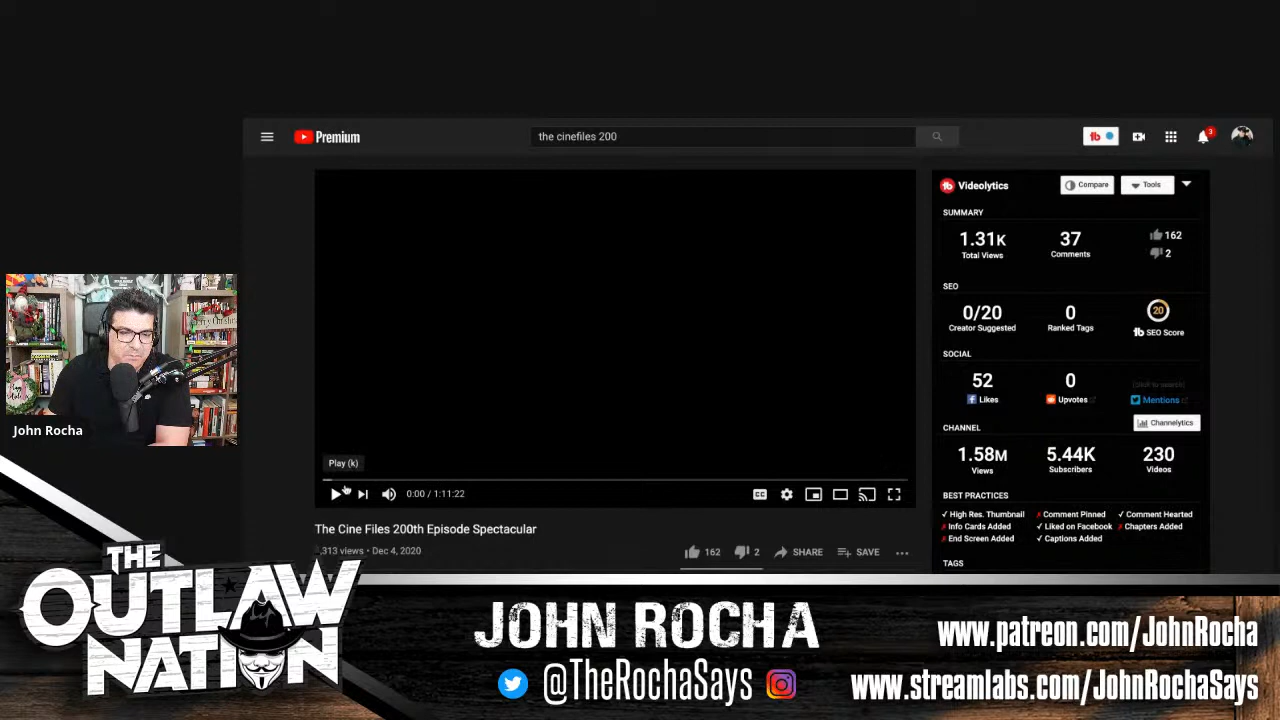 Premium
the cinefiles 200
tb
3
tb Videolytics
Compare
Tools
SUMMARY
1.31K
Total Views
37
Comments
162
2
SEO
0/20
Creator Suggested
0
Ranked Tags
20
tb SEO Score
SOCIAL
52
Likes
0
Upvotes
Mentions
CHANNEL
Channelytics
1.58M
Views
5.44K
Subscribers
230
Videos
BEST PRACTICES
✓ High Res. Thumbnail
✗ Comment Pinned
✓ Comment Hearted
✗ Info Cards Added
✓ Liked on Facebook
✗ Chapters Added
✗ End Screen Added
✓ Captions Added
TAGS
Play (k)
0:00 / 1:11:22
CC
The Cine Files 200th Episode Spectacular
,313 views • Dec 4, 2020
162
2
SHARE
SAVE
John Rocha
THE
OUTLAW
NATION
JOHN ROCHA
@TheRochaSays
www.patreon.com/JohnRocha
www.streamlabs.com/JohnRochaSays